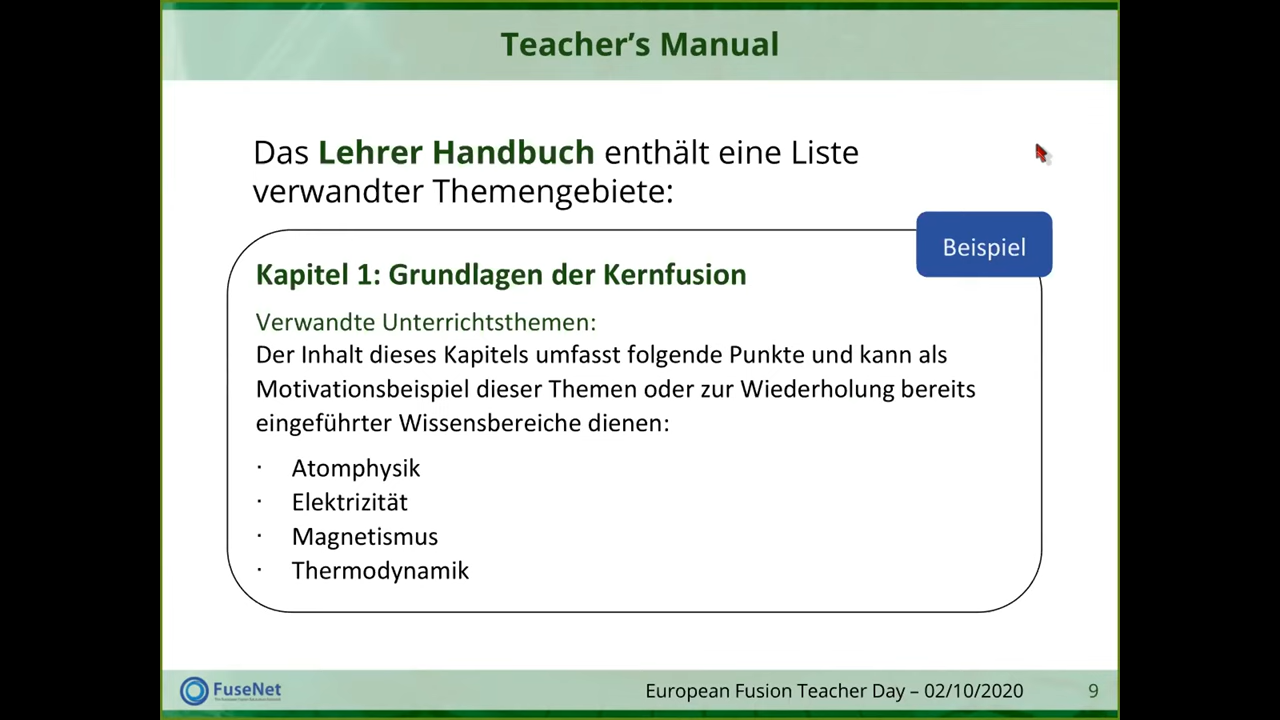 Teacher’s Manual
Das Lehrer Handbuch enthält eine Liste
verwandter Themengebiete:
Beispiel
Kapitel 1: Grundlagen der Kernfusion
Verwandte Unterrichtsthemen:
Der Inhalt dieses Kapitels umfasst folgende Punkte und kann als
Motivationsbeispiel dieser Themen oder zur Wiederholung bereits
eingeführter Wissensbereiche dienen:
· Atomphysik
· Elektrizität
· Magnetismus
· Thermodynamik
FuseNet
European Fusion Teacher Day – 02/10/2020
9